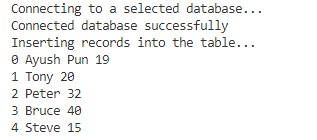 Connecting to a selected database...
Connected database successfully
Inserting records into the table...
0 Ayush Pun 19
1 Tony 20
2 Peter 32
3 Bruce 40
4 Steve 15